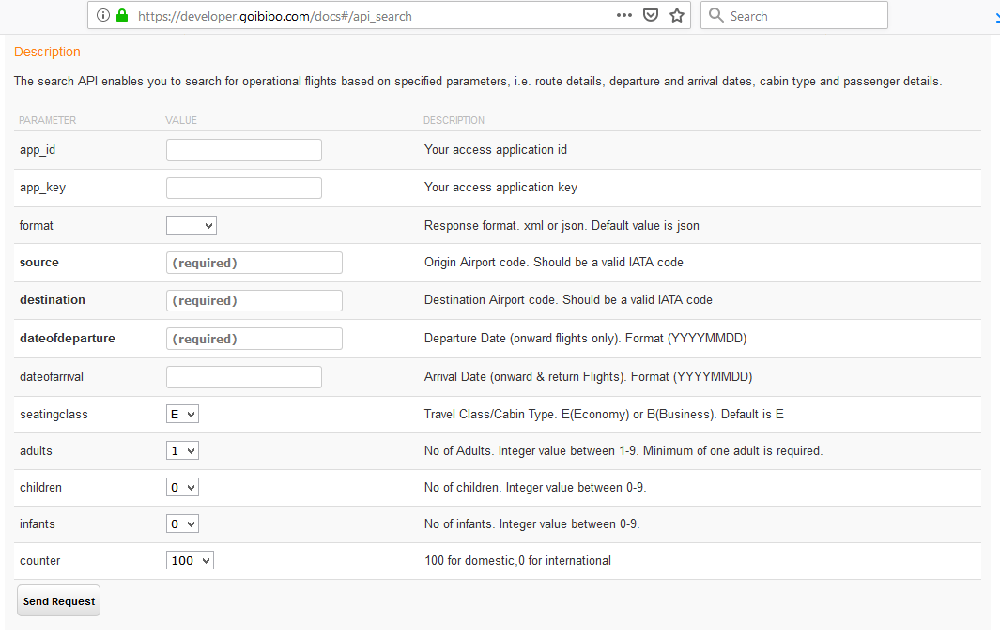 https://developer.goibibo.com/docs#/api_search
Search
Description
The search API enables you to search for operational flights based on specified parameters, i.e. route details, departure and arrival dates, cabin type and passenger details.
PARAMETER VALUE DESCRIPTION
app_id Your access application id
app_key Your access application key
format Response format. xml or json. Default value is json
source (required) Origin Airport code. Should be a valid IATA code
destination (required) Destination Airport code. Should be a valid IATA code
dateofdeparture (required) Departure Date (onward flights only). Format (YYYYMMDD)
dateofarrival Arrival Date (onward & return Flights). Format (YYYYMMDD)
seatingclass E Travel Class/Cabin Type. E(Economy) or B(Business). Default is E
adults 1 No of Adults. Integer value between 1-9. Minimum of one adult is required.
children 0 No of children. Integer value between 0-9.
infants 0 No of infants. Integer value between 0-9.
counter 100 100 for domestic,0 for international
Send Request